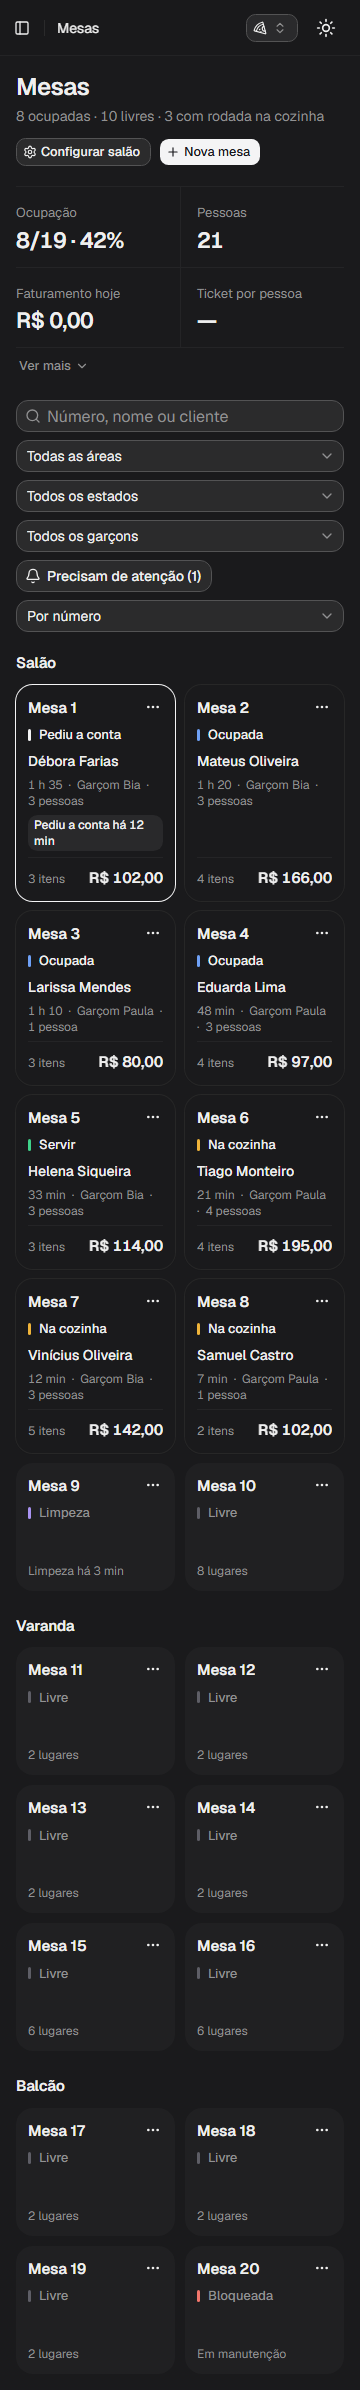 Mesas
Mesas
8 ocupadas · 10 livres · 3 com rodada na cozinha
Configurar salão
Nova mesa
Ocupação
8/19 · 42%
Pessoas
21
Faturamento hoje
R$ 0,00
Ticket por pessoa
—
Ver mais
Número, nome ou cliente
Todas as áreas
Todos os estados
Todos os garçons
Precisam de atenção (1)
Por número
Salão
Mesa 1
Pediu a conta
Débora Farias
1 h 35 · Garçom Bia ·
3 pessoas
Pediu a conta há 12
min
3 itens R$ 102,00
Mesa 2
Ocupada
Mateus Oliveira
1 h 20 · Garçom Bia ·
3 pessoas
4 itens R$ 166,00
Mesa 3
Ocupada
Larissa Mendes
1 h 10 · Garçom Paula ·
1 pessoa
3 itens R$ 80,00
Mesa 4
Ocupada
Eduarda Lima
48 min · Garçom Paula
· 3 pessoas
4 itens R$ 97,00
Mesa 5
Servir
Helena Siqueira
33 min · Garçom Bia ·
3 pessoas
3 itens R$ 114,00
Mesa 6
Na cozinha
Tiago Monteiro
21 min · Garçom Paula
· 4 pessoas
4 itens R$ 195,00
Mesa 7
Na cozinha
Vinícius Oliveira
12 min · Garçom Bia ·
3 pessoas
5 itens R$ 142,00
Mesa 8
Na cozinha
Samuel Castro
7 min · Garçom Paula ·
1 pessoa
2 itens R$ 102,00
Mesa 9
Limpeza
Limpeza há 3 min
Mesa 10
Livre
8 lugares
Varanda
Mesa 11
Livre
2 lugares
Mesa 12
Livre
2 lugares
Mesa 13
Livre
2 lugares
Mesa 14
Livre
2 lugares
Mesa 15
Livre
6 lugares
Mesa 16
Livre
6 lugares
Balcão
Mesa 17
Livre
2 lugares
Mesa 18
Livre
2 lugares
Mesa 19
Livre
2 lugares
Mesa 20
Bloqueada
Em manutenção